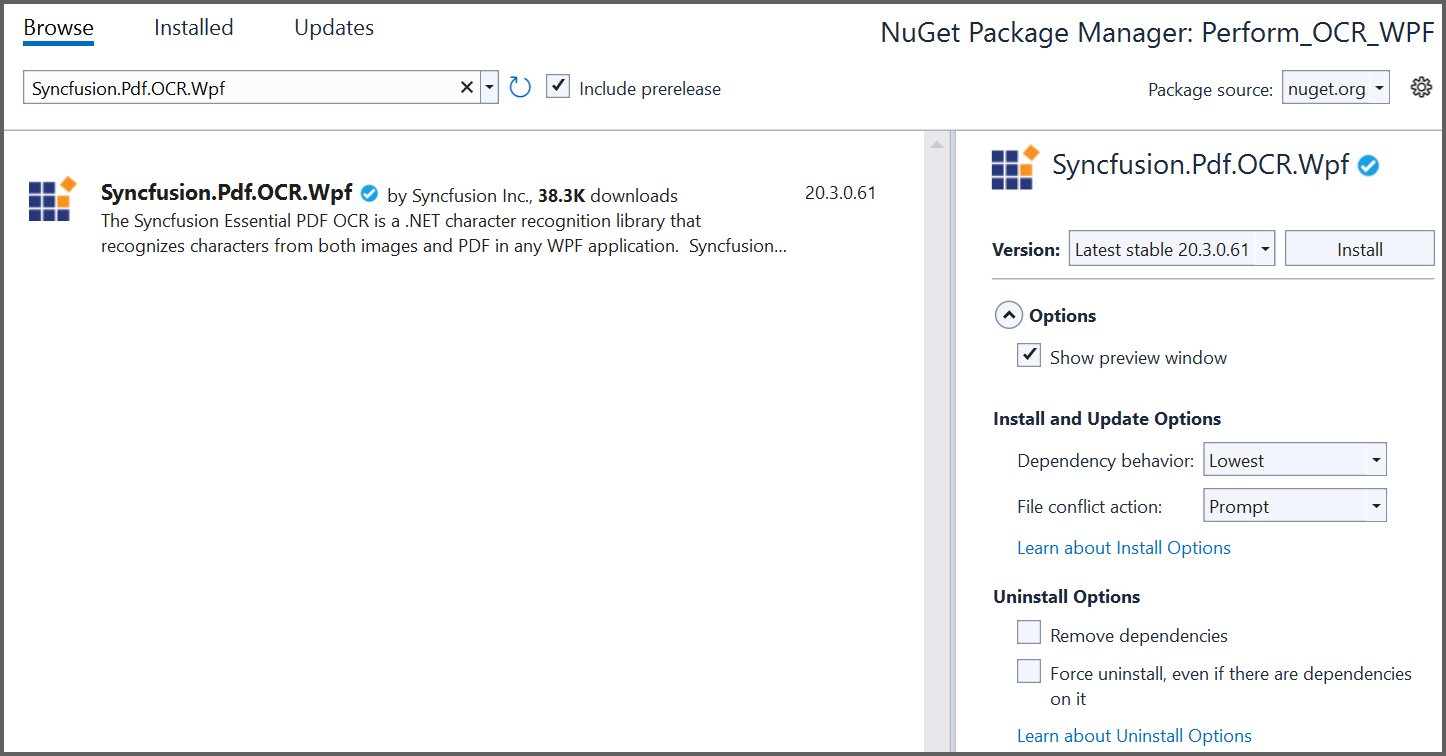 Browse Installed Updates
NuGet Package Manager: Perform_OCR_WPF
Syncfusion.Pdf.OCR.Wpf
Include prerelease
Package source: nuget.org
Syncfusion.Pdf.OCR.Wpf by Syncfusion Inc., 38.3K downloads 20.3.0.61
The Syncfusion Essential PDF OCR is a .NET character recognition library that
recognizes characters from both images and PDF in any WPF application. Syncfusion...
Syncfusion.Pdf.OCR.Wpf
Version: Latest stable 20.3.0.61 Install
Options
Show preview window
Install and Update Options
Dependency behavior: Lowest
File conflict action: Prompt
Learn about Install Options
Uninstall Options
Remove dependencies
Force uninstall, even if there are dependencies
on it
Learn about Uninstall Options